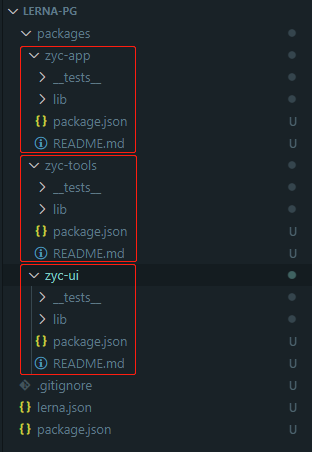 LERNA-PG
packages
zyc-app
__tests__
lib
{} package.json U
README.md U
zyc-tools
__tests__
lib
{} package.json U
README.md U
zyc-ui
__tests__
lib
{} package.json U
README.md U
.gitignore U
lerna.json U
package.json U